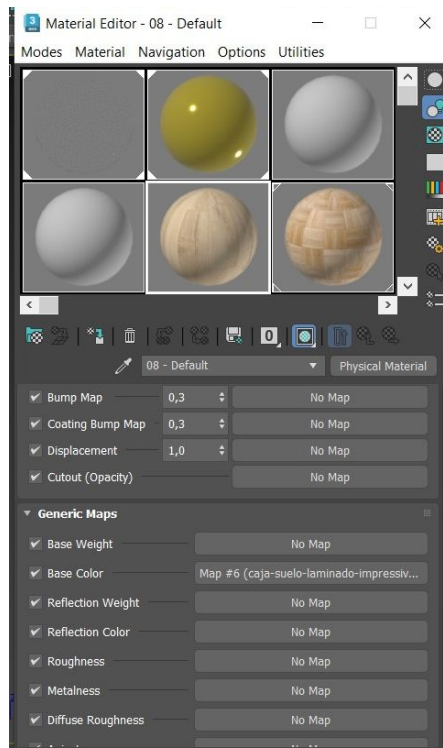 3
Material Editor - 08 - Default
Modes Material Navigation Options Utilities
0
08 - Default Physical Material
Bump Map 0,3 No Map
Coating Bump Map 0,3 No Map
Displacement 1,0 No Map
Cutout (Opacity) No Map
Generic Maps
Base Weight No Map
Base Color Map #6 (caja-suelo-laminado-impressiv...
Reflection Weight No Map
Reflection Color No Map
Roughness No Map
Metalness No Map
Diffuse Roughness No Map